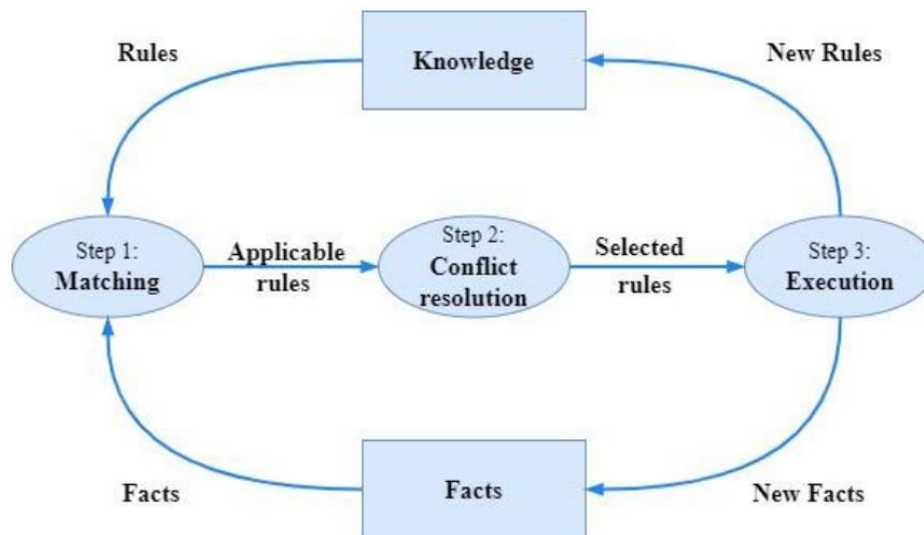 Rules
Knowledge
New Rules
Step 1:
Matching
Applicable
rules
Step 2:
Conflict
resolution
Selected
rules
Step 3:
Execution
Facts
Facts
New Facts